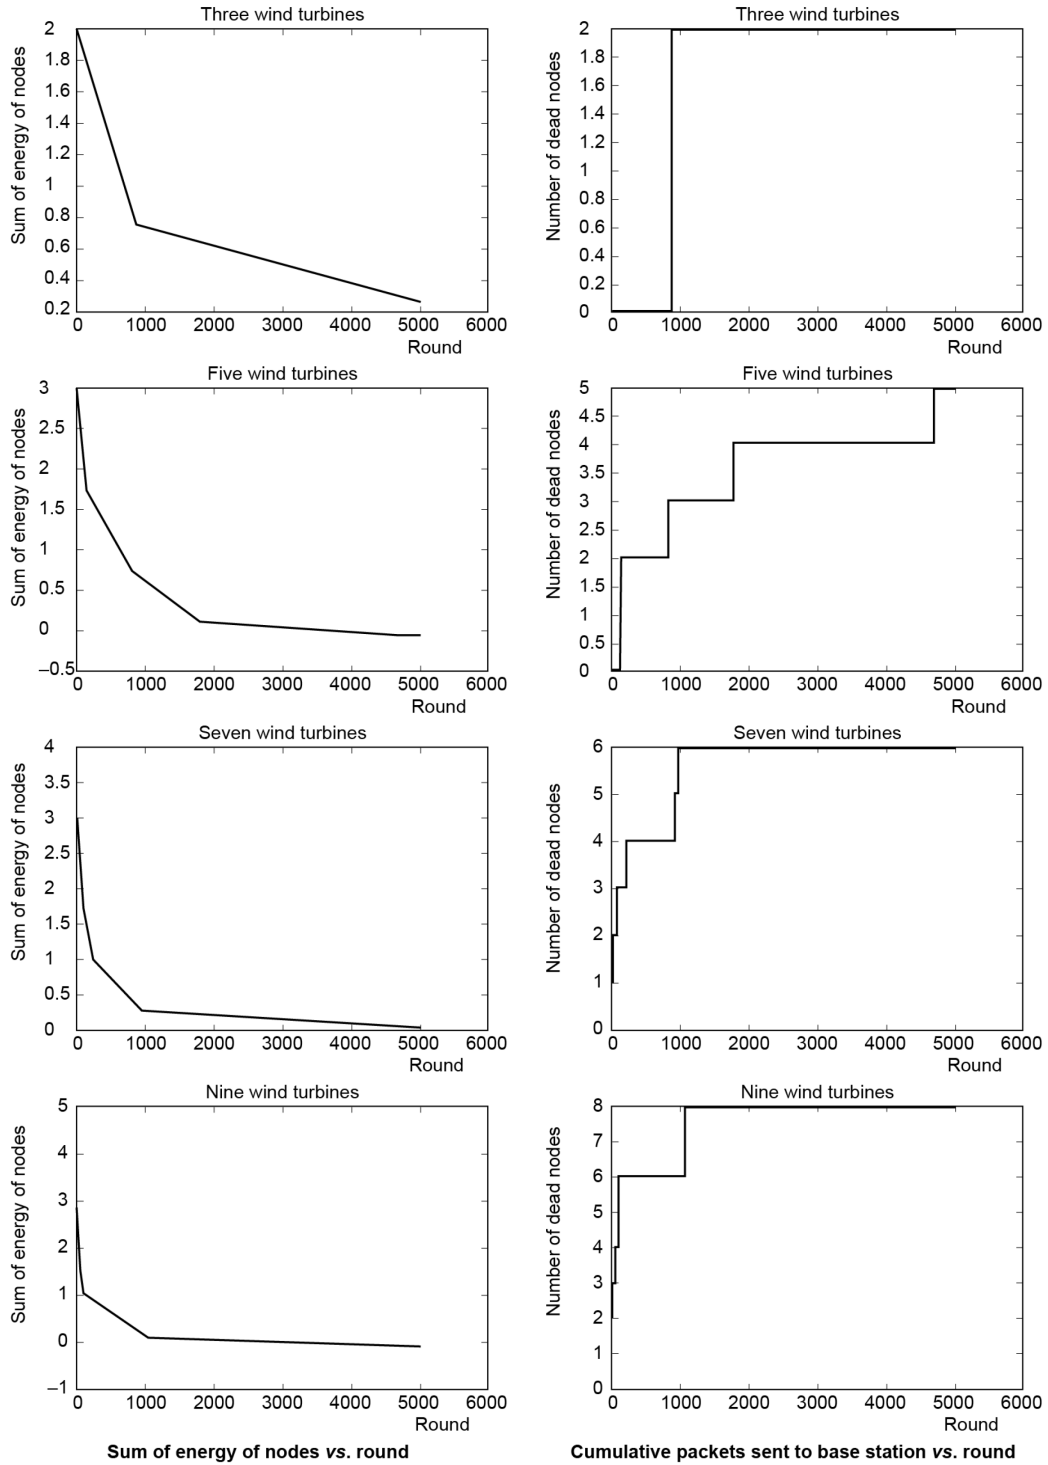 Three wind turbines
Sum of energy of nodes
2
1.8
1.6
1.4
1.2
1
0.8
0.6
0.4
0.2
0 1000 2000 3000 4000 5000 6000
Round
Three wind turbines
Number of dead nodes
2
1.8
1.6
1.4
1.2
1
0.8
0.6
0.4
0.2
0
0 1000 2000 3000 4000 5000 6000
Round
Five wind turbines
Sum of energy of nodes
3
2
1.5
1
0.5
0
–0.5
0 1000 2000 3000 4000 5000 6000
Round
Five wind turbines
Number of dead nodes
5
4.5
4
3.5
3
2.5
2
1.5
1
0.5
0
0 1000 2000 3000 4000 5000 6000
Round
Seven wind turbines
Sum of energy of nodes
4
3.5
3
2.5
2
1.5
1
0.5
0
0 1000 2000 3000 4000 5000 6000
Round
Seven wind turbines
Number of dead nodes
6
5
4
3
2
1
0
0 1000 2000 3000 4000 5000 6000
Round
Nine wind turbines
Sum of energy of nodes
5
4
3
2
1
0
–1
0 1000 2000 3000 4000 5000 6000
Round
Nine wind turbines
Number of dead nodes
8
7
6
5
4
3
2
1
0
0 1000 2000 3000 4000 5000 6000
Round
Sum of energy of nodes vs. round
Cumulative packets sent to base station vs. round